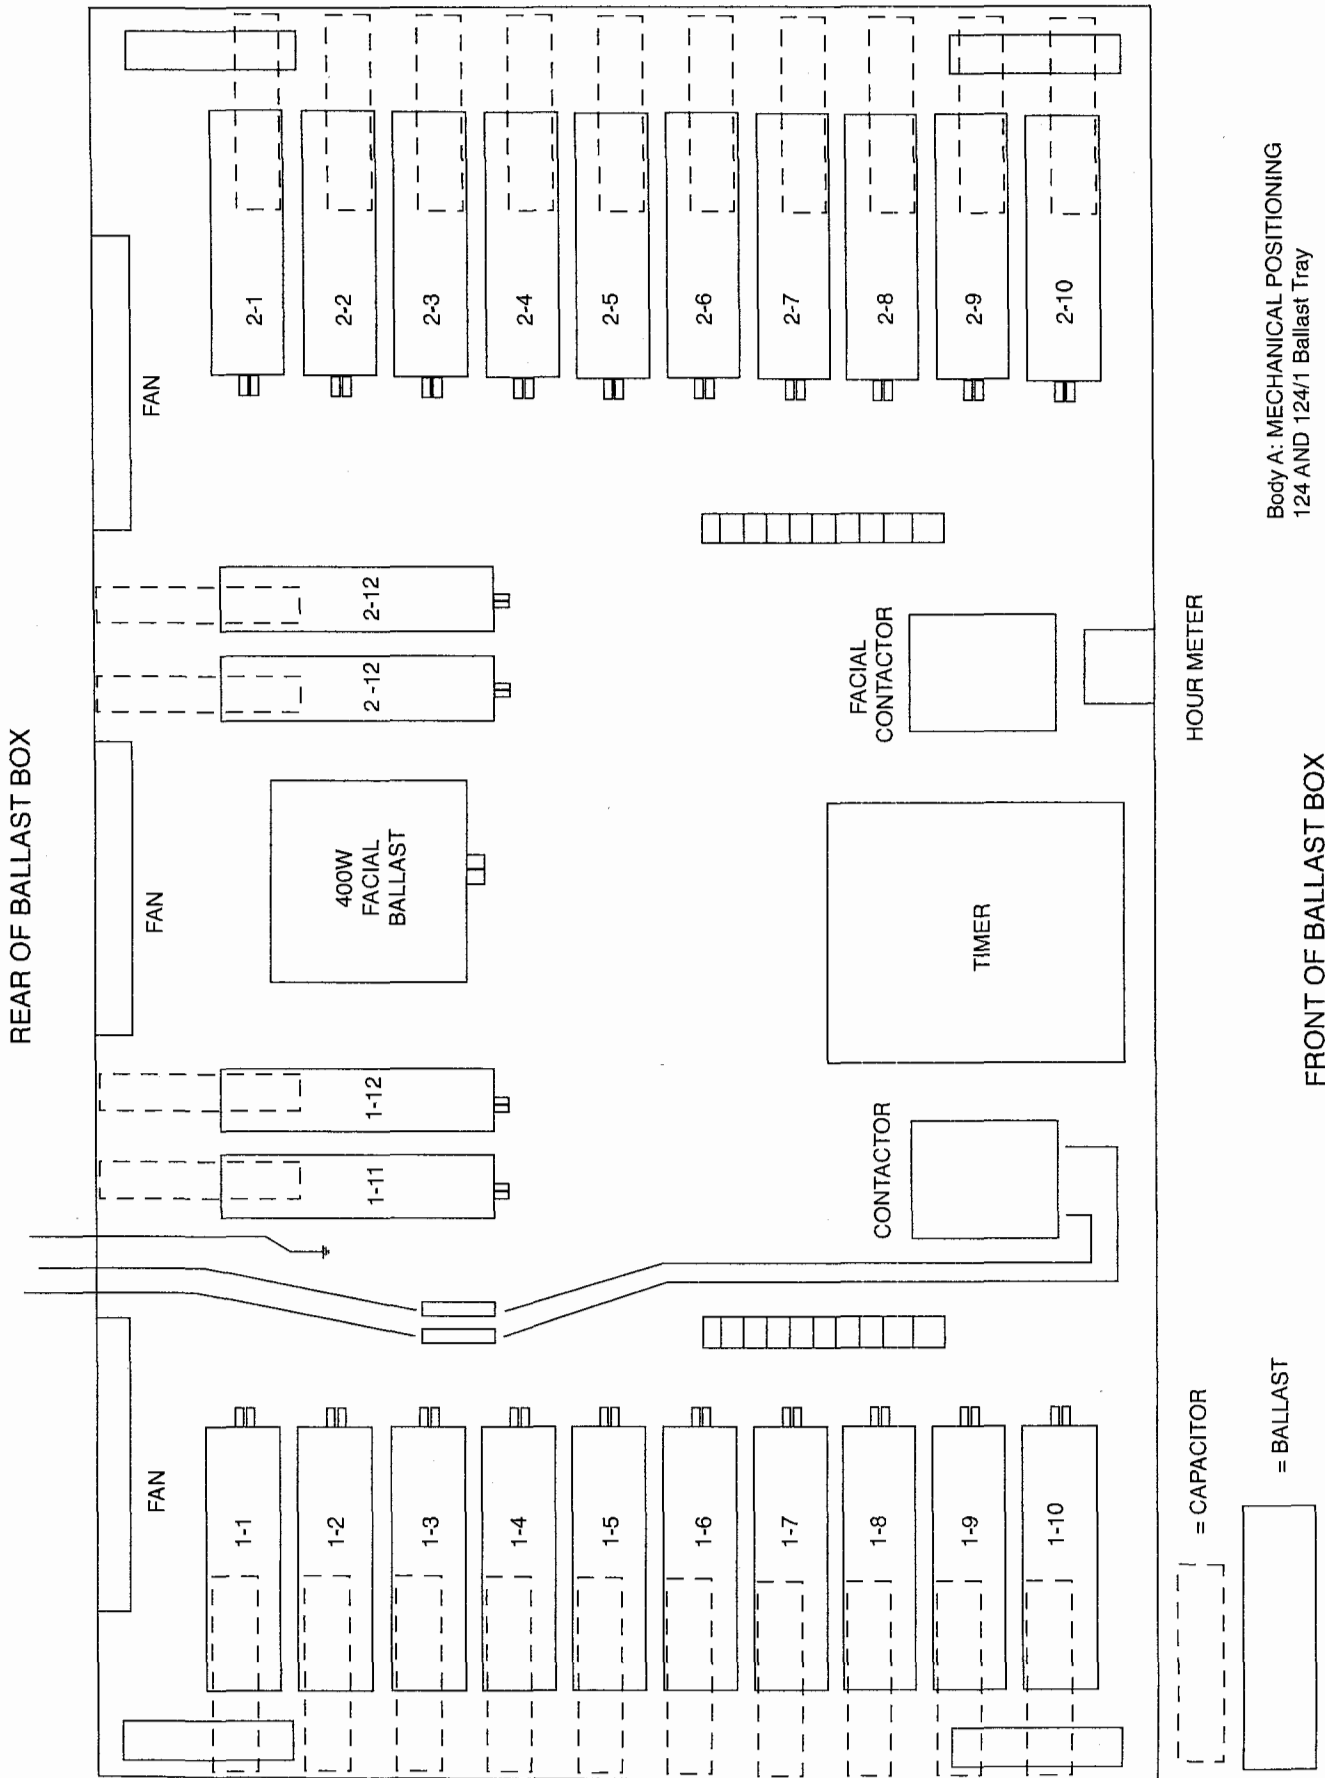 REAR OF BALLAST BOX
FAN
FAN
FAN
1-1
1-2
1-3
1-4
1-5
1-6
1-7
1-8
1-9
1-10
1-11
1-12
400W
FACIAL
BALLAST
2 -12
2-12
2-1
2-2
2-3
2-4
2-5
2-6
2-7
2-8
2-9
2-10
CONTACTOR
TIMER
FACIAL
CONTACTOR
HOUR METER
= CAPACITOR
= BALLAST
FRONT OF BALLAST BOX
Body A: MECHANICAL POSITIONING
124 AND 124/1 Ballast Tray